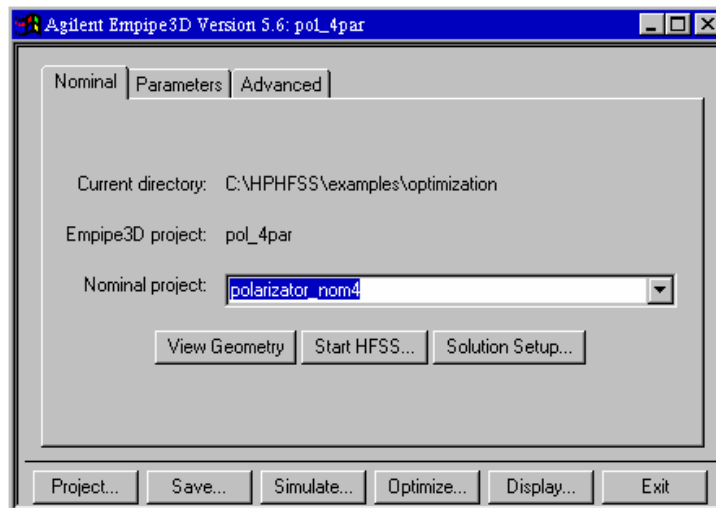 Agilent Empipe3D Version 5.6: pol_4par
Nominal Parameters Advanced
Current directory: C:\HPHFSS\examples\optimization
Empipe3D project: pol_4par
Nominal project: polarizator_nom4
View Geometry Start HFSS... Solution Setup...
Project... Save... Simulate... Optimize... Display... Exit